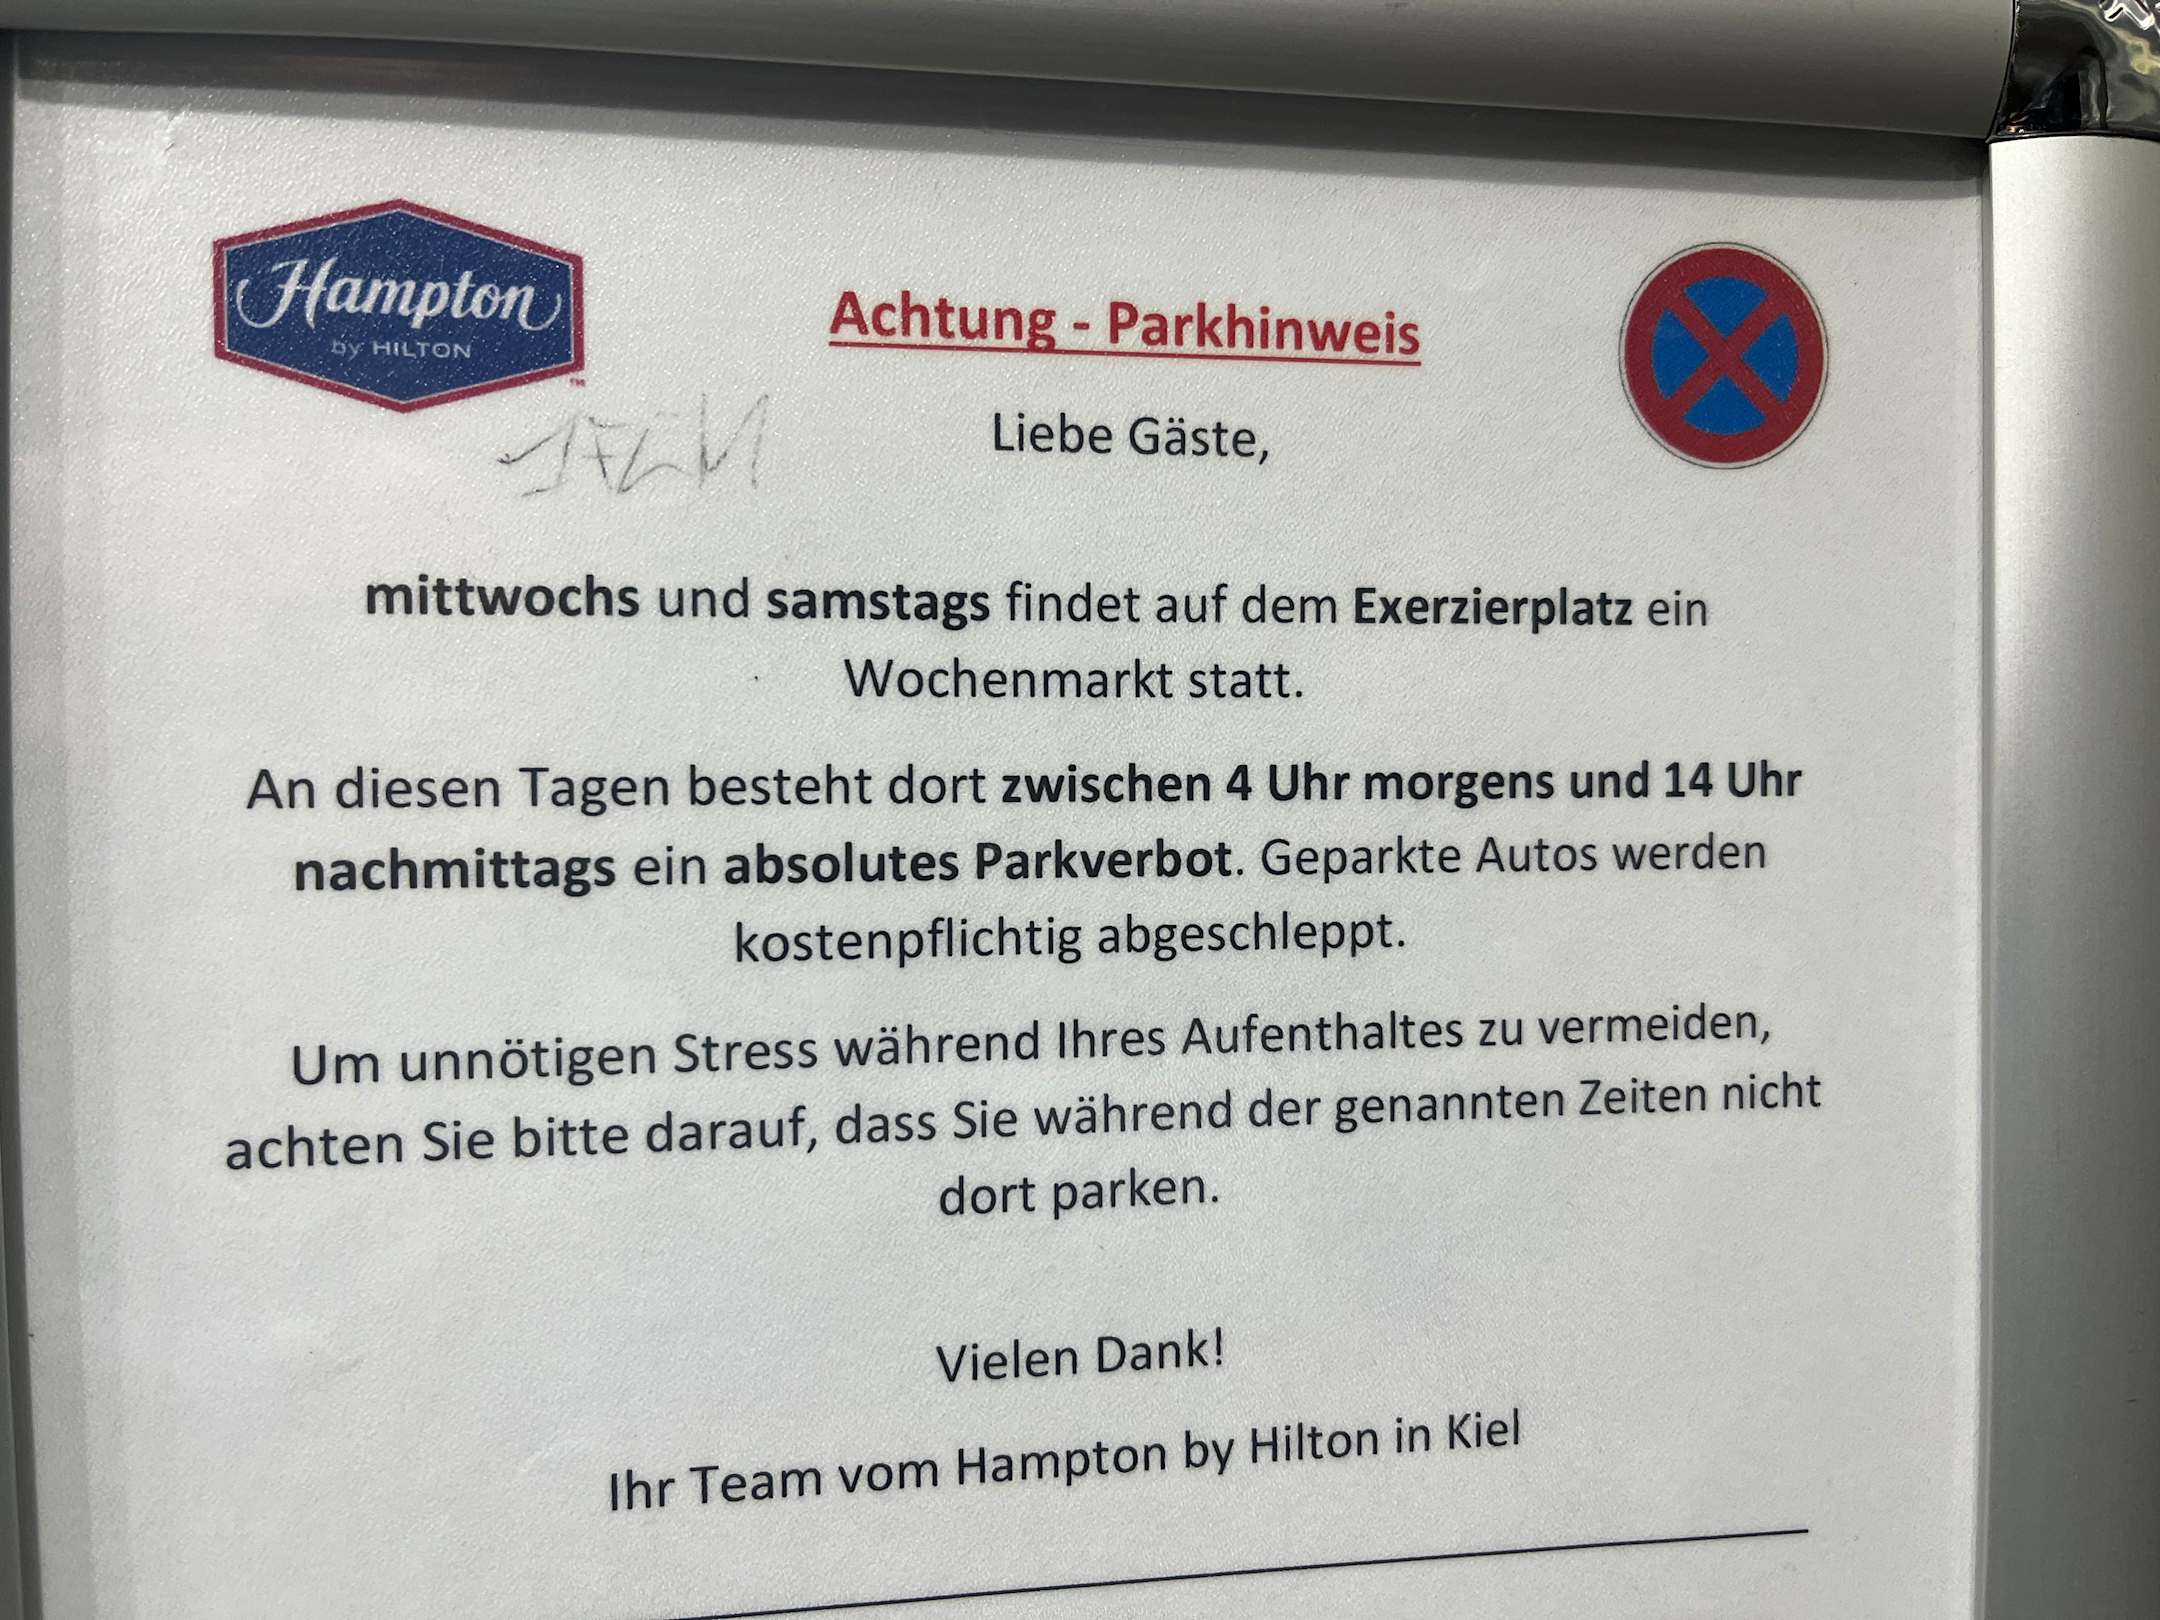 Hampton
by HILTON
™
Achtung - Parkhinweis
Liebe Gäste,
mittwochs und samstags findet auf dem Exerzierplatz ein
Wochenmarkt statt.
An diesen Tagen besteht dort zwischen 4 Uhr morgens und 14 Uhr
nachmittags ein absolutes Parkverbot. Geparkte Autos werden
kostenpflichtig abgeschleppt.
Um unnötigen Stress während Ihres Aufenthaltes zu vermeiden,
achten Sie bitte darauf, dass Sie während der genannten Zeiten nicht
dort parken.
Vielen Dank!
Ihr Team vom Hampton by Hilton in Kiel